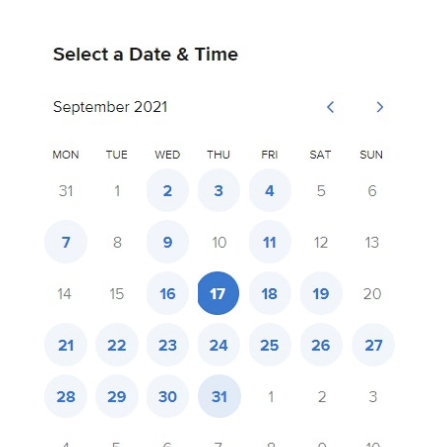 Select a Date & Time
September 2021
MON TUE WED THU FRI SAT SUN
31 1 2 3 4 5 6
7 8 9 10 11 12 13
14 15 16 17 18 19 20
21 22 23 24 25 26 27
28 29 30 31 1 2 3